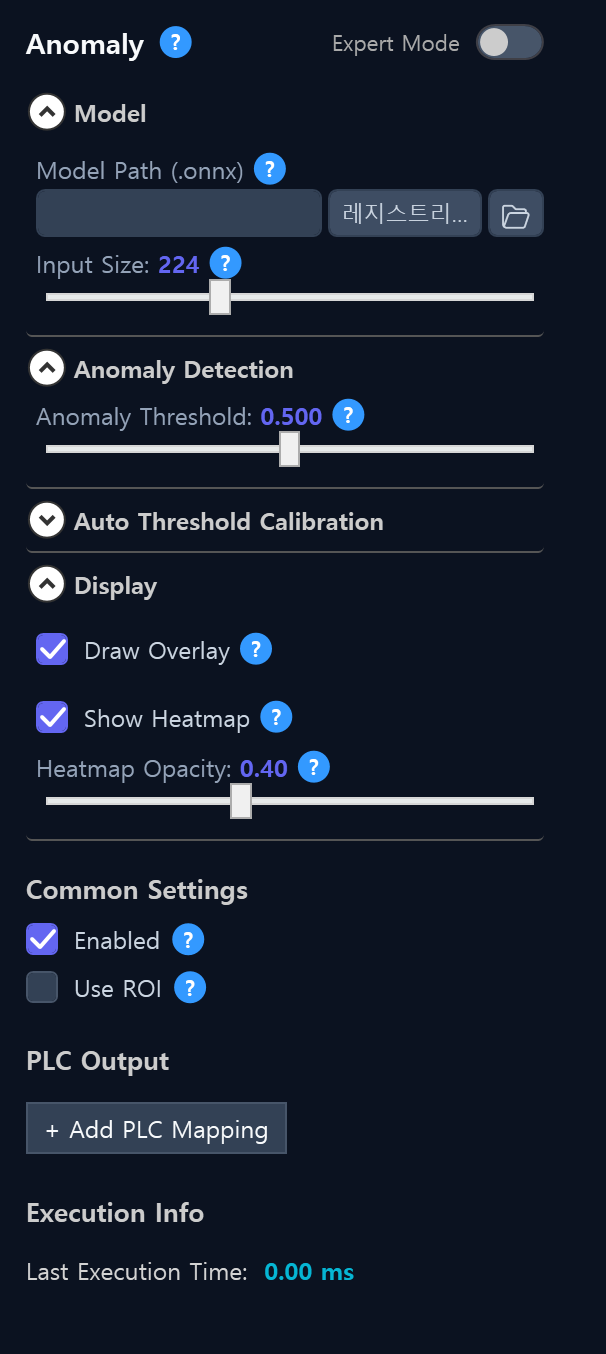 Anomaly ? Expert Mode
Model
Model Path (.onnx) ?
레지스트리...
Input Size: 224 ?
Anomaly Detection
Anomaly Threshold: 0.500 ?
Auto Threshold Calibration
Display
Draw Overlay ?
Show Heatmap ?
Heatmap Opacity: 0.40 ?
Common Settings
Enabled ?
Use ROI ?
PLC Output
+ Add PLC Mapping
Execution Info
Last Execution Time: 0.00 ms